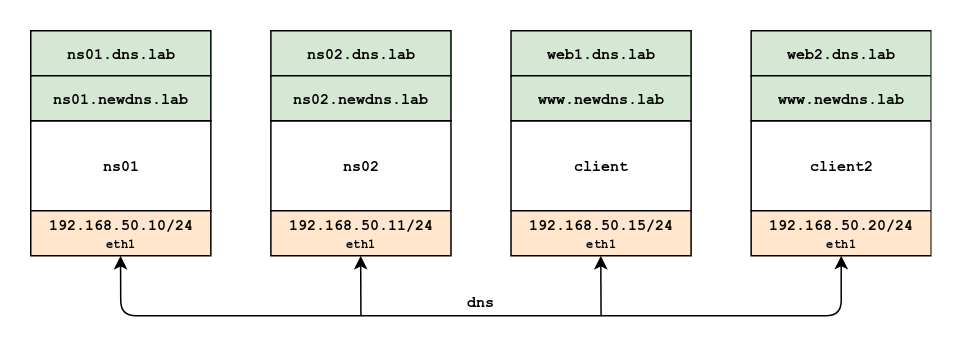 ns01.dns.lab
ns02.dns.lab
web1.dns.lab
web2.dns.lab
ns01.newdns.lab
ns02.newdns.lab
www.newdns.lab
www.newdns.lab
ns01
ns02
client
client2
192.168.50.10/24
eth1
192.168.50.11/24
eth1
192.168.50.15/24
eth1
192.168.50.20/24
eth1
dns